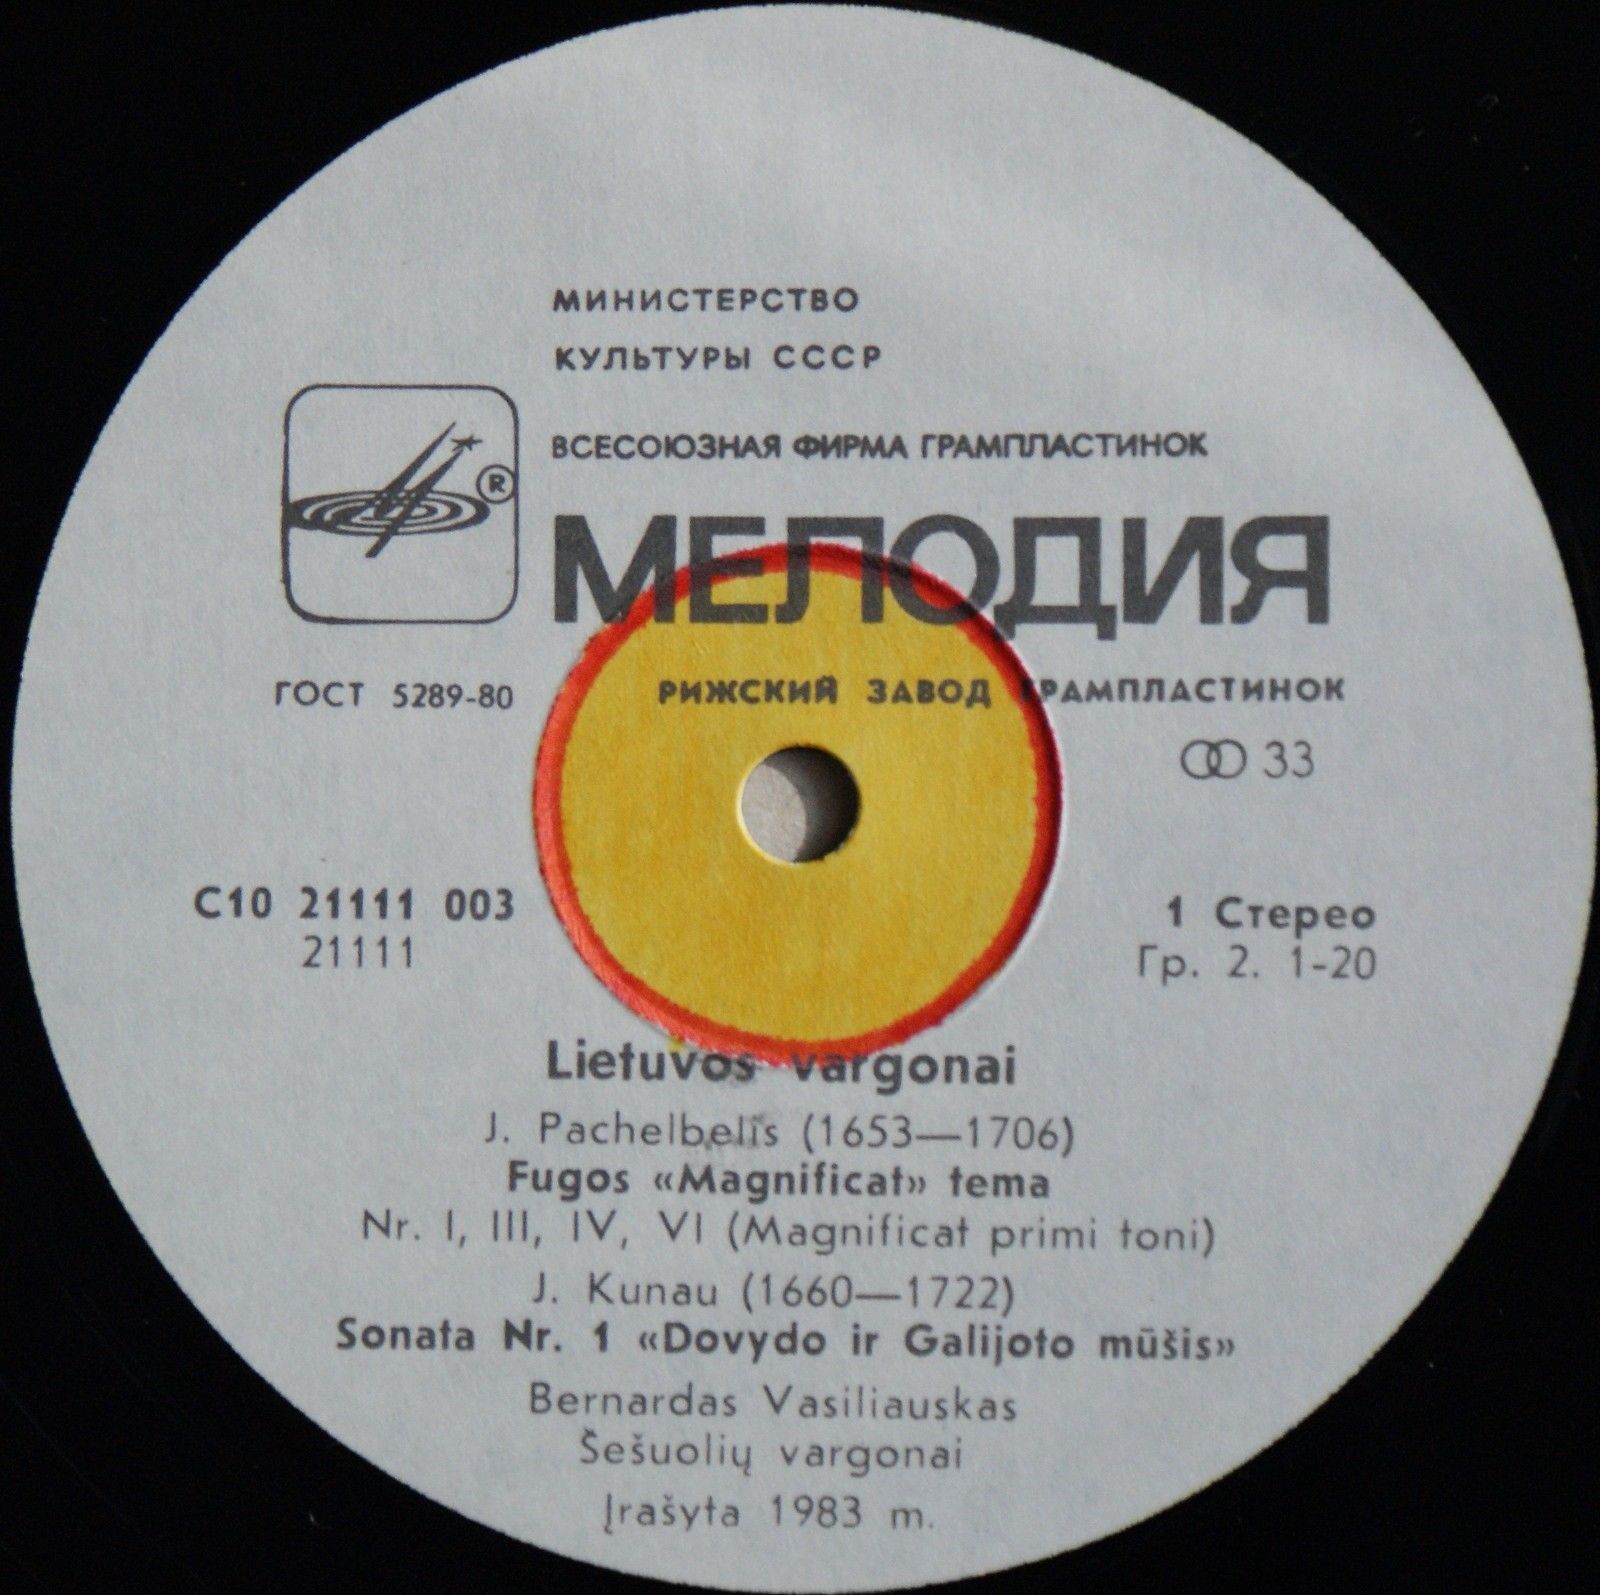 МИНИСТЕРСТВО
КУЛЬТУРЫ СССР
ВСЕСОЮЗНАЯ ФИРМА ГРАМПЛАСТИНОК
®
МЕЛОДИЯ
ГОСТ 5289-80
РИЖСКИЙ ЗАВОД ГРАМПЛАСТИНОК
33
С10 21111 003
21111
1 Стерео
Гр. 2. 1-20
Lietuvos vargonai
J. Pachelbelis (1653—1706)
Fugos «Magnificat» tema
Nr. I, III, IV, VI (Magnificat primi toni)
J. Kunau (1660—1722)
Sonata Nr. 1 «Dovydo ir Galijoto mūšis»
Bernardas Vasiliauskas
Šešuolių vargonai
Įrašyta 1983 m.